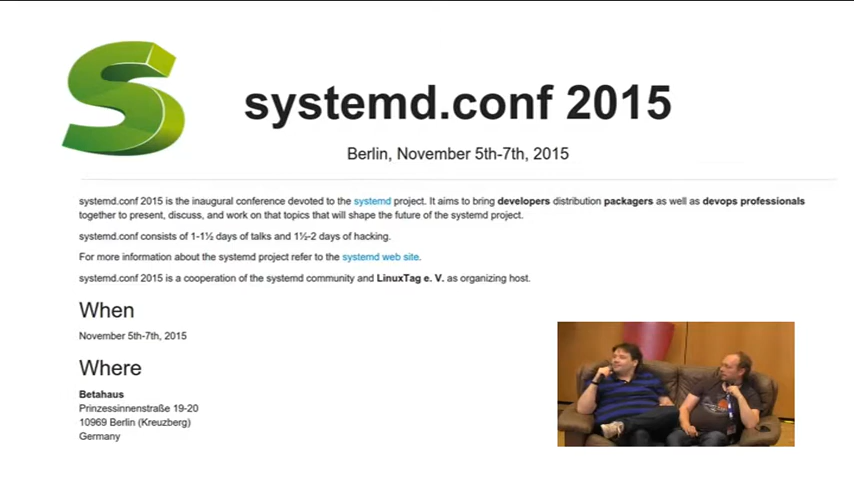 systemd.conf 2015
Berlin, November 5th-7th, 2015
systemd.conf 2015 is the inaugural conference devoted to the systemd project. It aims to bring developers distribution packagers as well as devops professionals
together to present, discuss, and work on that topics that will shape the future of the systemd project.
systemd.conf consists of 1-1½ days of talks and 1½-2 days of hacking.
For more information about the systemd project refer to the systemd web site.
systemd.conf 2015 is a cooperation of the systemd community and LinuxTag e. V. as organizing host.
When
November 5th-7th, 2015
Where
Betahaus
Prinzessinnenstraße 19-20
10969 Berlin (Kreuzberg)
Germany